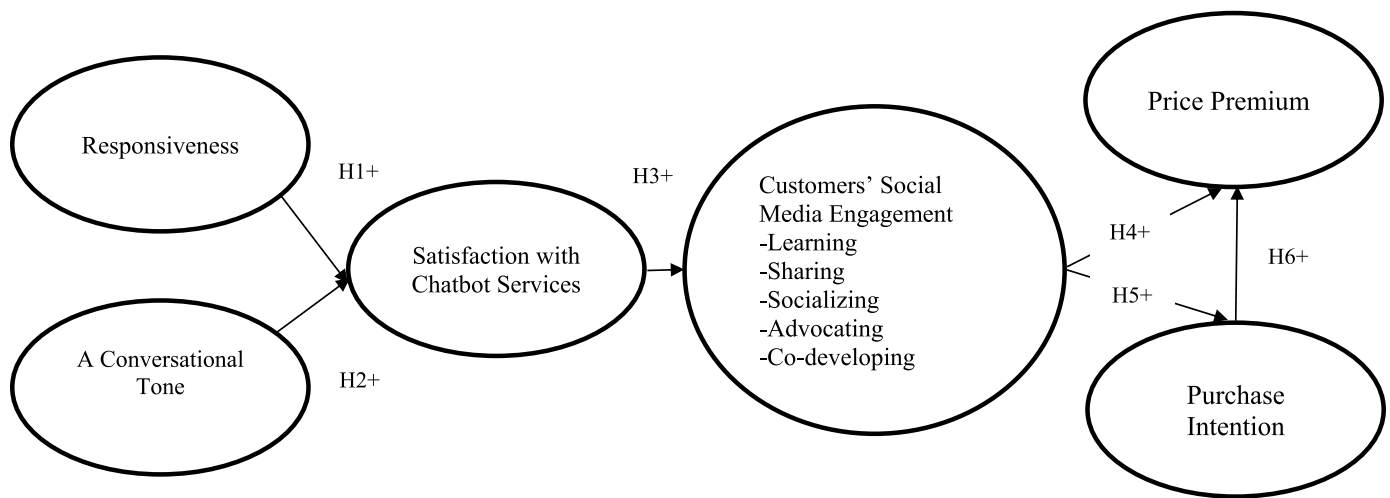 Responsiveness
H1+
A Conversational
Tone
H2+
Satisfaction with
Chatbot Services
H3+
Customers’ Social
Media Engagement
-Learning
-Sharing
-Socializing
-Advocating
-Co-developing
H4+
H5+
Price Premium
H6+
Purchase
Intention